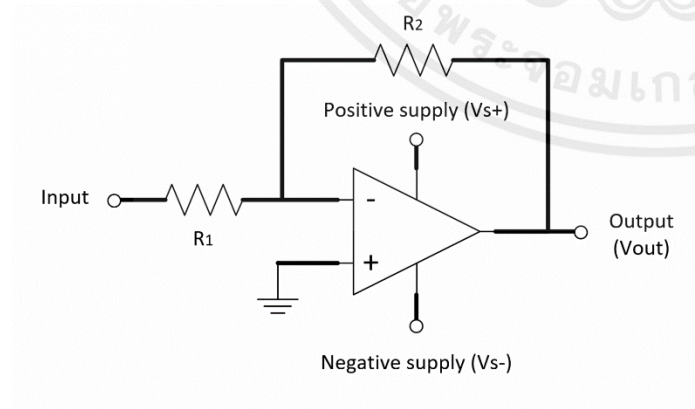 R2
Positive supply (Vs+)
Input
-
R1
+
Output
(Vout)
Negative supply (Vs-)